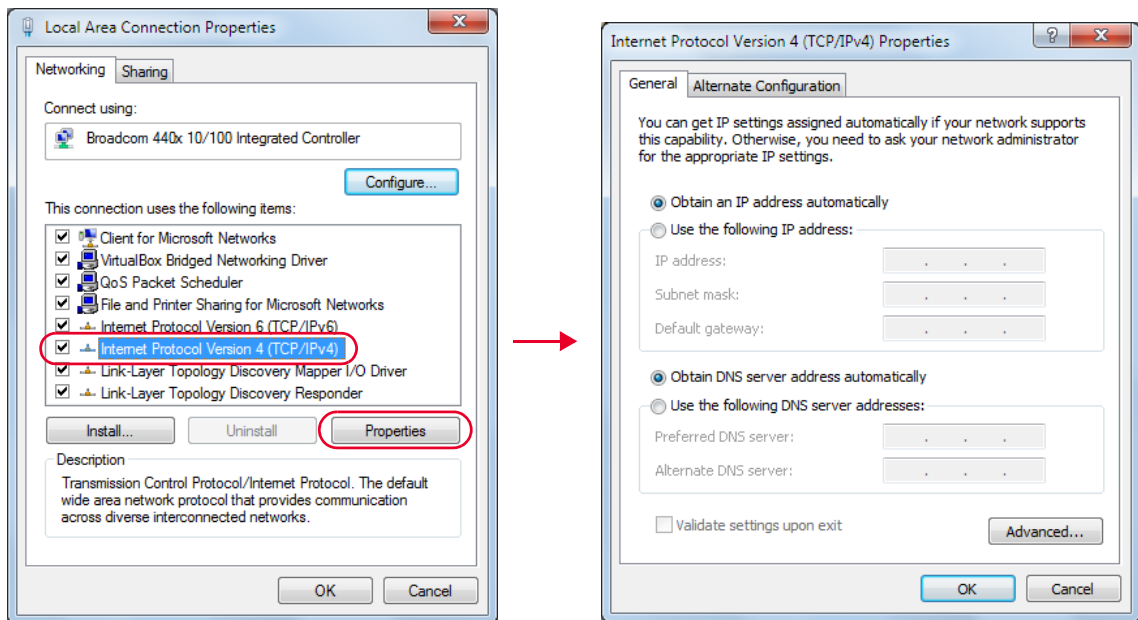 Local Area Connection Properties
Networking
Sharing
Connect using:
Broadcom 440x 10/100 Integrated Controller
Configure...
This connection uses the following items:
Client for Microsoft Networks
VirtualBox Bridged Networking Driver
QoS Packet Scheduler
File and Printer Sharing for Microsoft Networks
Internet Protocol Version 6 (TCP/IPv6)
Internet Protocol Version 4 (TCP/IPv4)
Link-Layer Topology Discovery Mapper I/O Driver
Link-Layer Topology Discovery Responder
Install...
Uninstall
Properties
Description
Transmission Control Protocol/Internet Protocol. The default
wide area network protocol that provides communication
across diverse interconnected networks.
OK
Cancel
Internet Protocol Version 4 (TCP/IPv4) Properties
General
Alternate Configuration
You can get IP settings assigned automatically if your network supports
this capability. Otherwise, you need to ask your network administrator
for the appropriate IP settings.
Obtain an IP address automatically
Use the following IP address:
IP address:
Subnet mask:
Default gateway:
Obtain DNS server address automatically
Use the following DNS server addresses:
Preferred DNS server:
Alternate DNS server:
Validate settings upon exit
Advanced...
OK
Cancel